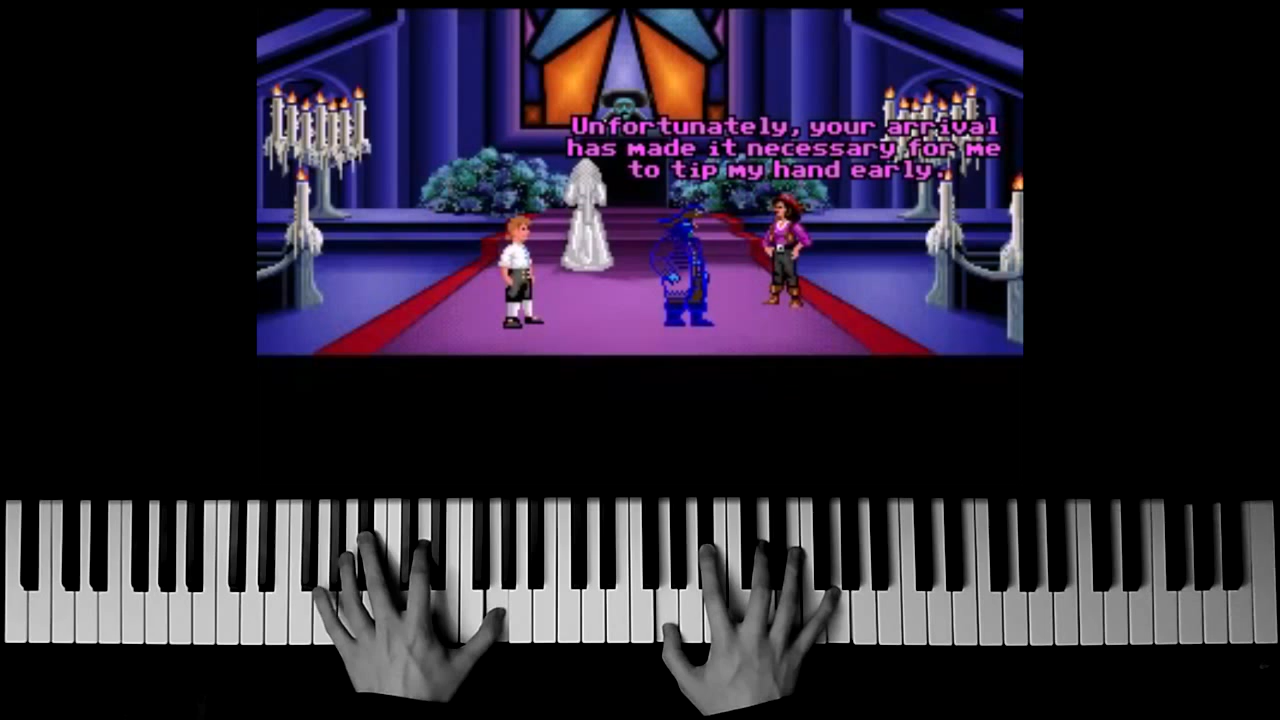 Unfortunately, your arrival
has made it necessary for me
to tip my hand early.